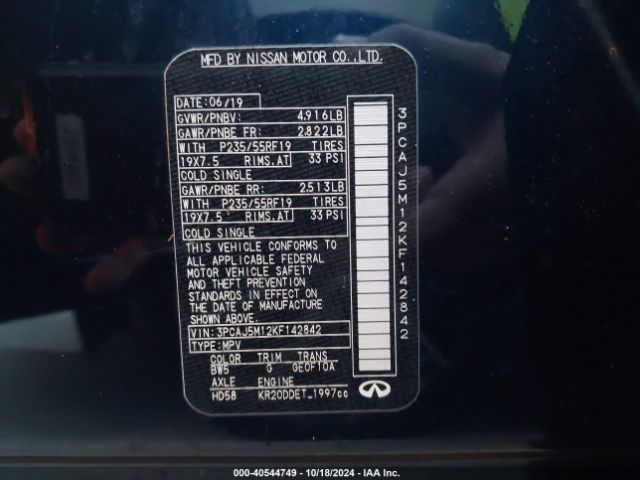 MFD BY NISSAN MOTOR CO.,LTD.
DATE: 06/19
GVWR/PNBV: 4,916LB
GAWR/PNBE FR: 2,822LB
WITH P235/55RF19 TIRES
19X7.5 RIMS.AT 33 PSI
COLD SINGLE
GAWR/PNBE RR: 2,513LB
WITH P235/55RF19 TIRES
19X7.5 RIMS.AT 33 PSI
COLD SINGLE
THIS VEHICLE CONFORMS TO
ALL APPLICABLE FEDERAL
MOTOR VEHICLE SAFETY
AND THEFT PREVENTION
STANDARDS IN EFFECT ON
THE DATE OF MANUFACTURE
SHOWN ABOVE.
VIN: 3PCAJ5M12KF142842
TYPE: MPV
COLOR TRIM TRANS
BW5 G GE0F10A
AXLE ENGINE
HD58 KR20DDET 1997cc
3PCAJ5M12KF142842
000-40544749 - 10/18/2024 - IAA Inc.